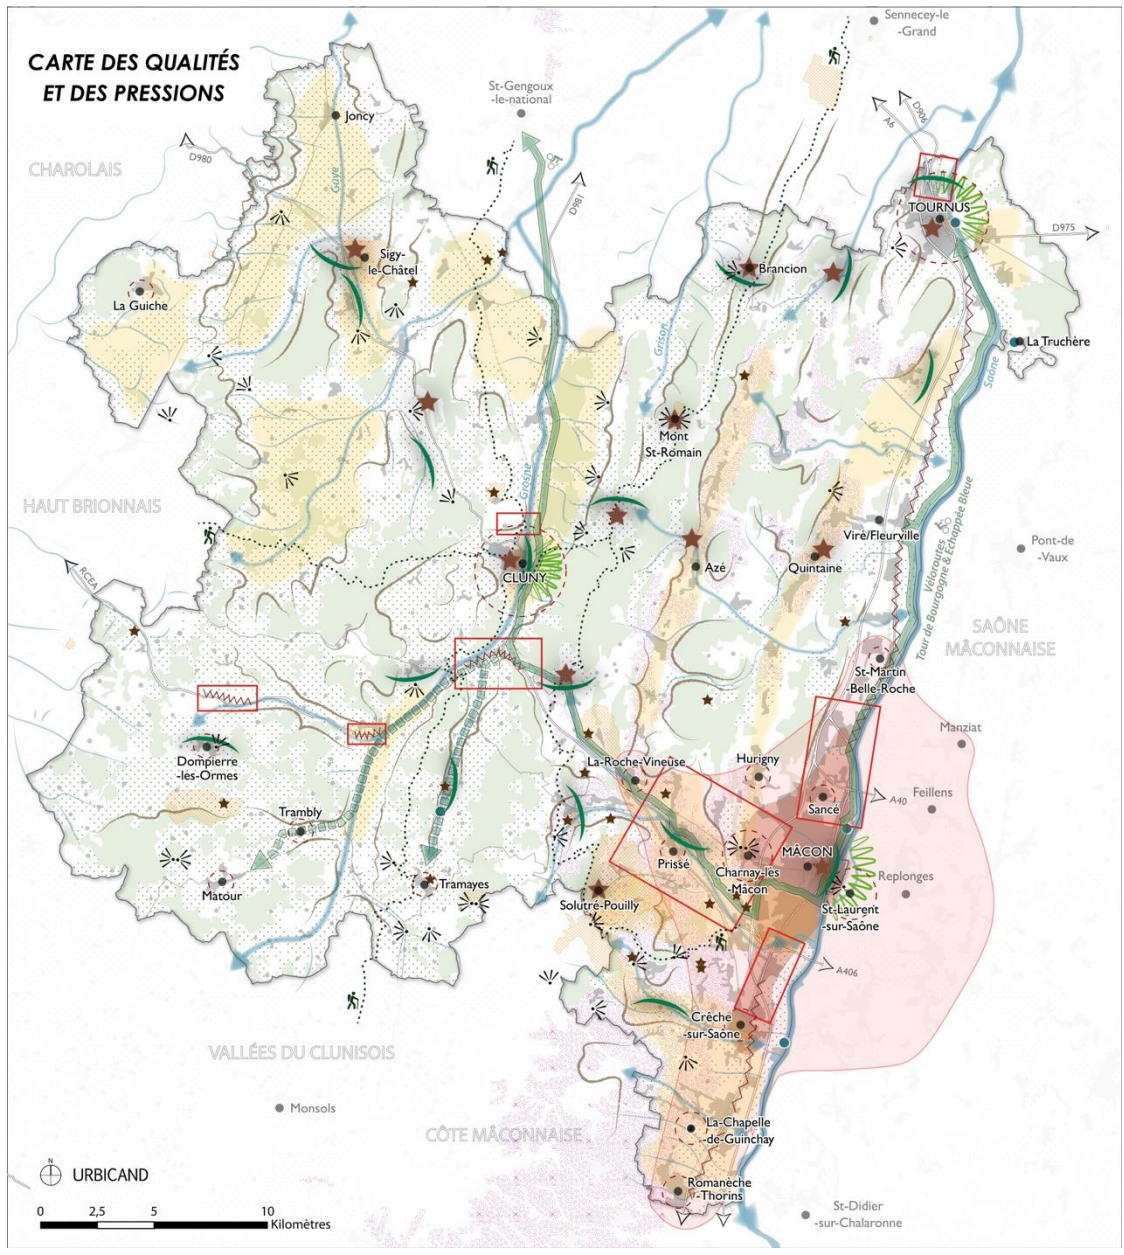 CARTE DES QUALITÉS
ET DES PRESSIONS
Sennecey-le
-Grand
St-Gengoux
-le-national
Joncy
D980
CHAROLAIS
Guye
D981
A6
D906
TOURNUS
D975
Sigy-
le-Châtel
La Guiche
Brancion
Grison
La Truchère
Saône
Mont
St-Romain
Grosne
HAUT BRIONNAIS
Viré/Fleurville
Pont-de
-Vaux
Azé
Quintaine
CLUNY
RCEA
Véloroutes
Tour de Bourgogne & Échappée Bleue
SAÔNE
MÂCONNAISE
St-Martin
-Belle-Roche
Manziat
Dompierre
-les-Ormes
La-Roche-Vineuse
Hurigny
A40
Feillens
Sancé
Trambly
Prissé
Charnay-les
-Mâcon
MÂCON
Replonges
Matour
Tramayes
Solutré-Pouilly
St-Laurent
-sur-Saône
A406
Crêche
-sur-Saône
VALLÉES DU CLUNISOIS
Monsols
CÔTE MÂCONNAISE
La-Chapelle
-de-Guinchay
N
URBICAND
Romanèche
-Thorins
St-Didier
-sur-Chalaronne
0 2,5 5 10
Kilomètres